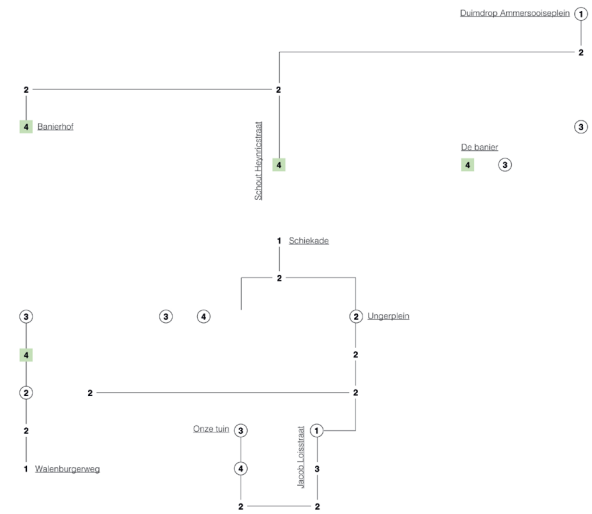 Duimdrop Ammersooiseplein 1
2
2 2
4 Banierhof
3
Schout Heynricstraat
De banier
4
4 3
1 Schiekade
2
3 3 4 2 Ungerplein
4 2
2 2 2
2 Onze tuin 3 1
Jacob Loisstraat
1 Walenburgerweg 4 3
2 2